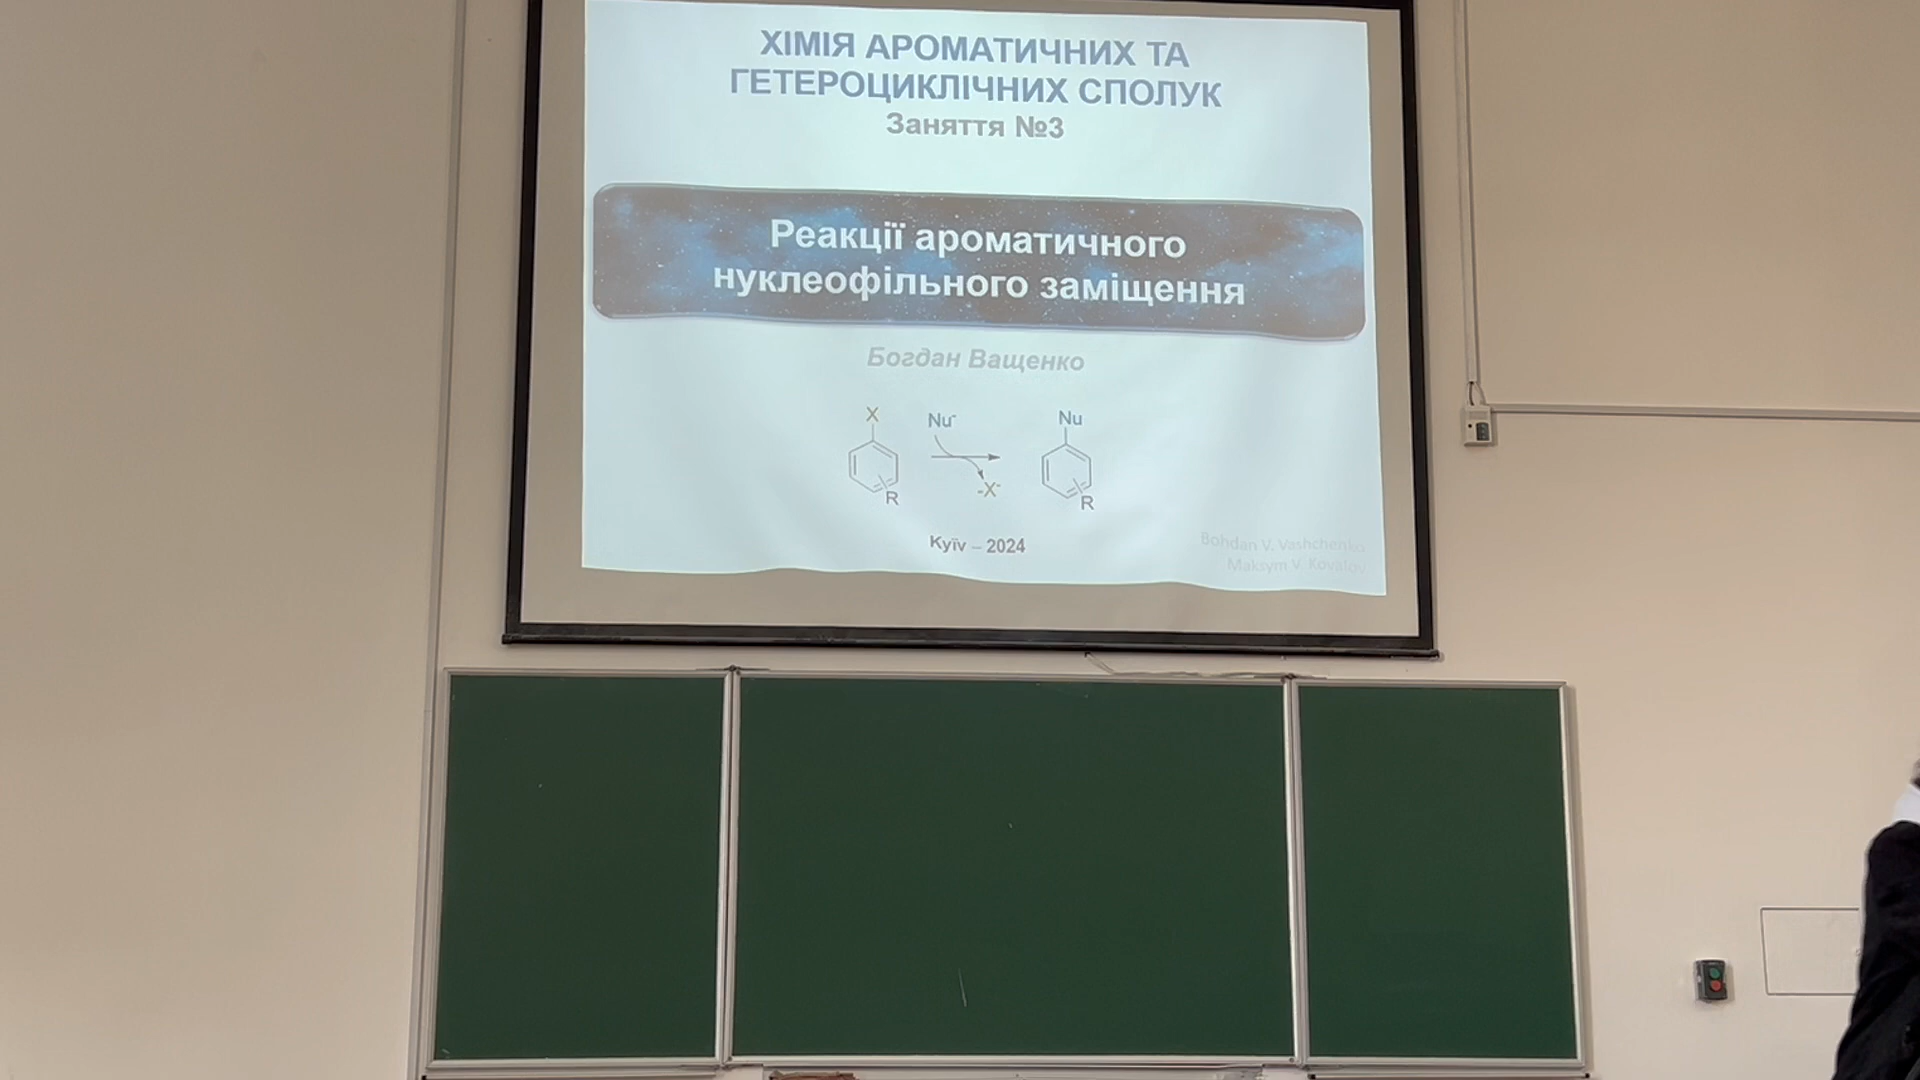 ХІМІЯ АРОМАТИЧНИХ ТА
ГЕТЕРОЦИКЛІЧНИХ СПОЛУК
Заняття №3
Реакції ароматичного
нуклеофільного заміщення
Богдан Ващенко
X
Nu⁻
-X⁻
R
Nu
R
Київ – 2024
Bohdan V. Vashchenko
Maksym V. Kovalov